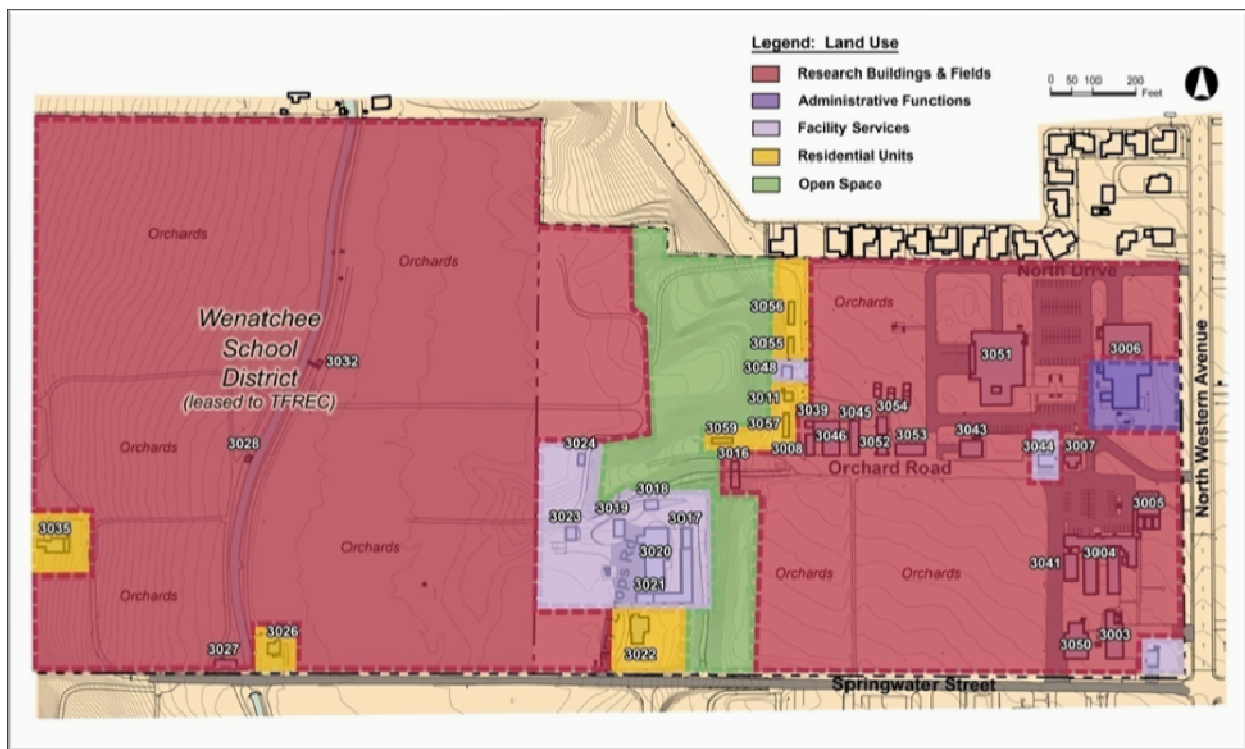 Legend: Land Use
Research Buildings & Fields
Administrative Functions
Facility Services
Residential Units
Open Space
0 50 100 200
Feet
North Drive
Orchards
Orchards
Orchards
Wenatchee
School
District
(leased to TFREC)
3032
3028
Orchards
Orchards
Orchards
3035
3027
3026
3056
3055
3048
3011
3057
3059
3008
3016
3039
3045
3054
3046
3052
3053
3043
3051
3006
3044
3007
Orchard Road
North Western Avenue
3024
3023
3018
3019
3017
3020
3021
3022
Orchards
Orchards
3005
3041
3004
3050
3003
Springwater Street